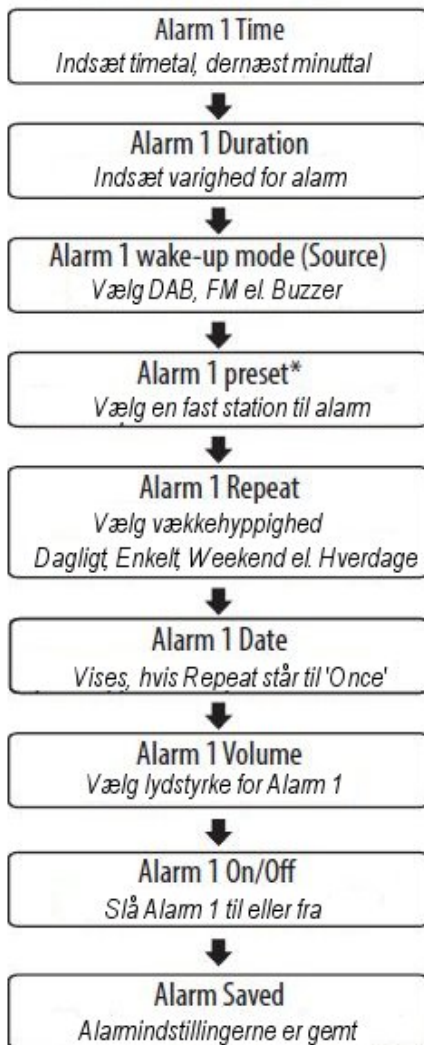 Alarm 1 Time
Indsæt timetal, dernæst minuttal
Alarm 1 Duration
Indsæt varighed for alarm
Alarm 1 wake-up mode (Source)
Vælg DAB, FM el. Buzzer
Alarm 1 preset*
Vælg en fast station til alarm
Alarm 1 Repeat
Vælg vækkehyppighed
Dagligt, Enkelt, Weekend el. Hverdage
Alarm 1 Date
Vises, hvis Repeat står til 'Once'
Alarm 1 Volume
Vælg lydstyrke for Alarm 1
Alarm 1 On/Off
Slå Alarm 1 til eller fra
Alarm Saved
Alarmindstillingerne er gemt